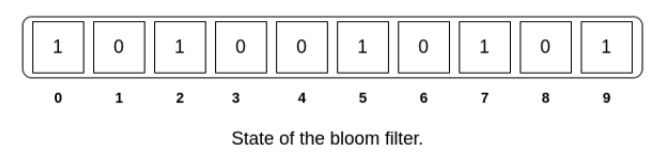 1 0 1 0 0 1 0 1 0 1
0 1 2 3 4 5 6 7 8 9
State of the bloom filter.